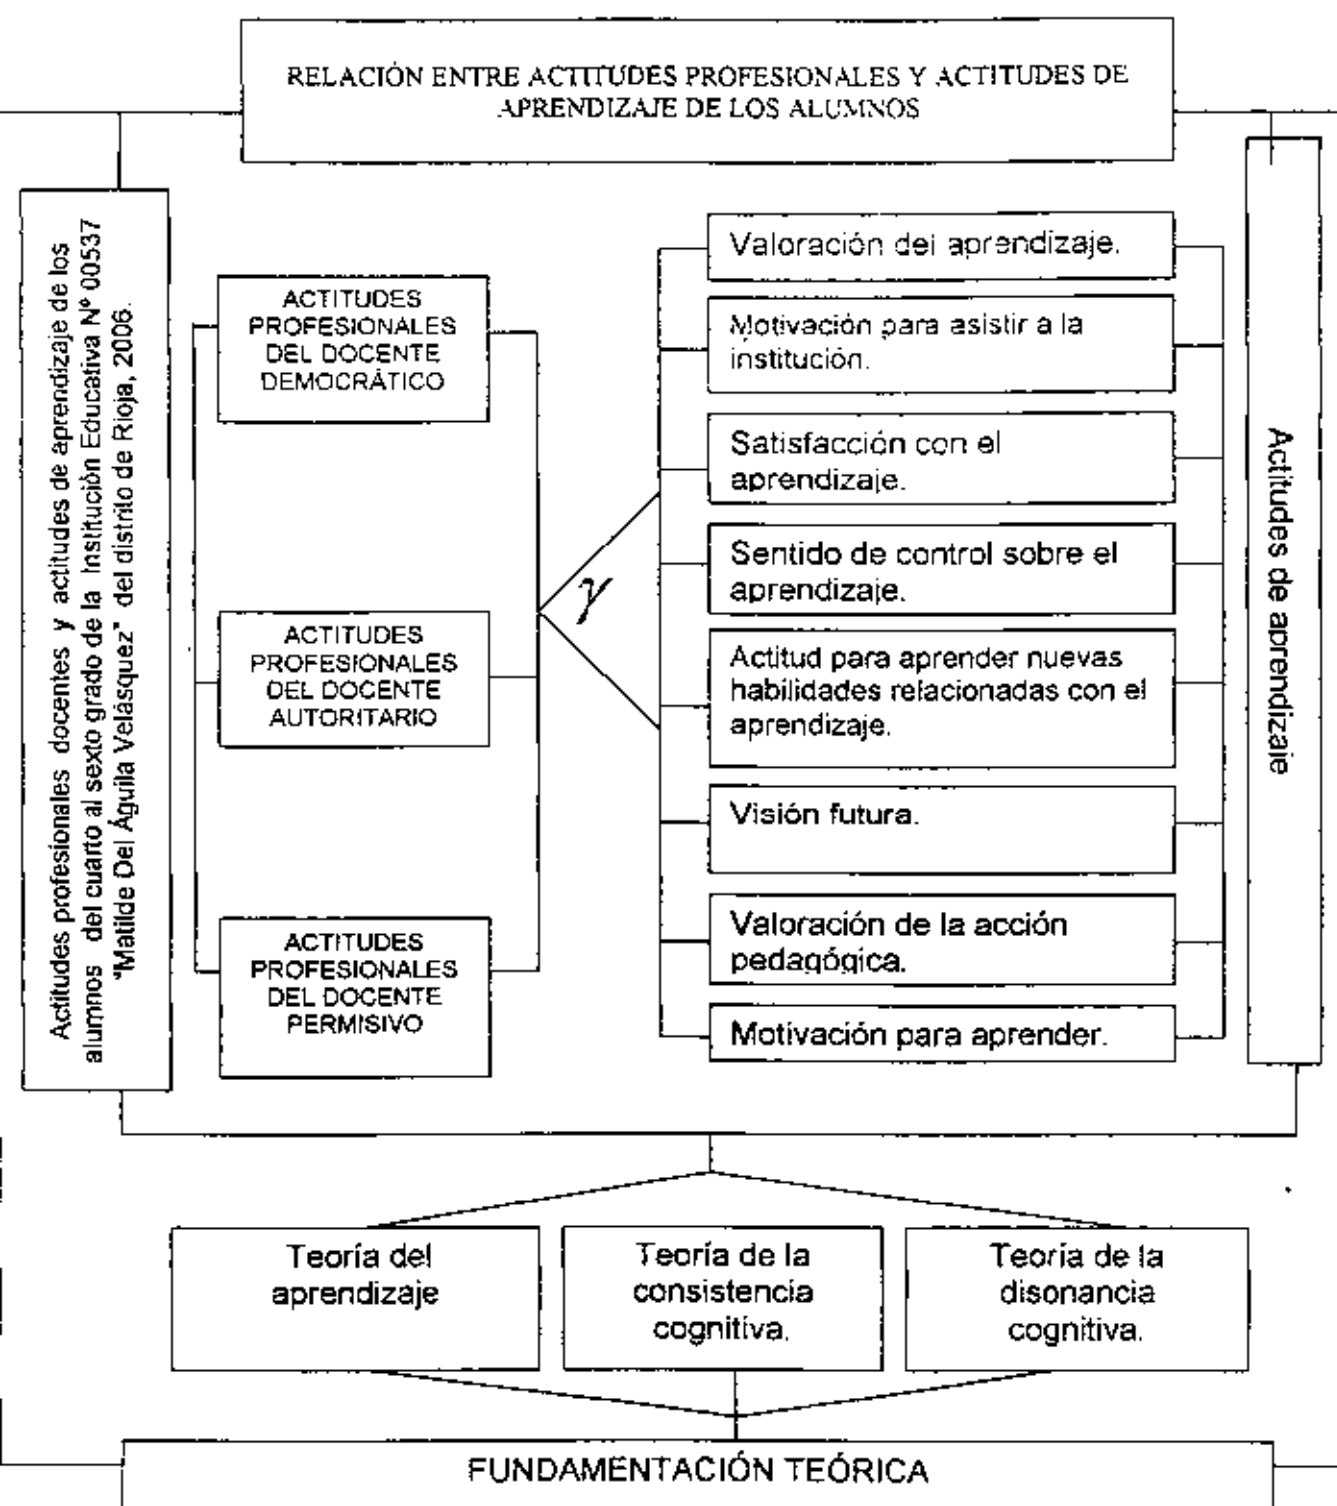 RELACIÓN ENTRE ACTITUDES PROFESIONALES Y ACTITUDES DE
APRENDIZAJE DE LOS ALUMNOS
Actitudes profesionales docentes y actitudes de aprendizaje de los
alumnos del cuarto al sexto grado de la Institución Educativa Nº 00537
"Matilde Del Águila Velásquez" del distrito de Rioja, 2006.
ACTITUDES
PROFESIONALES
DEL DOCENTE
DEMOCRÁTICO
ACTITUDES
PROFESIONALES
DEL DOCENTE
AUTORITARIO
ACTITUDES
PROFESIONALES
DEL DOCENTE
PERMISIVO
γ
Valoración del aprendizaje.
Motivación para asistir a la
institución.
Satisfacción con el
aprendizaje.
Sentido de control sobre el
aprendizaje.
Actitud para aprender nuevas
habilidades relacionadas con el
aprendizaje.
Visión futura.
Valoración de la acción
pedagógica.
Motivación para aprender.
Actitudes de aprendizaje
Teoría del
aprendizaje
Teoría de la
consistencia
cognitiva.
Teoría de la
disonancia
cognitiva.
FUNDAMENTACIÓN TEÓRICA